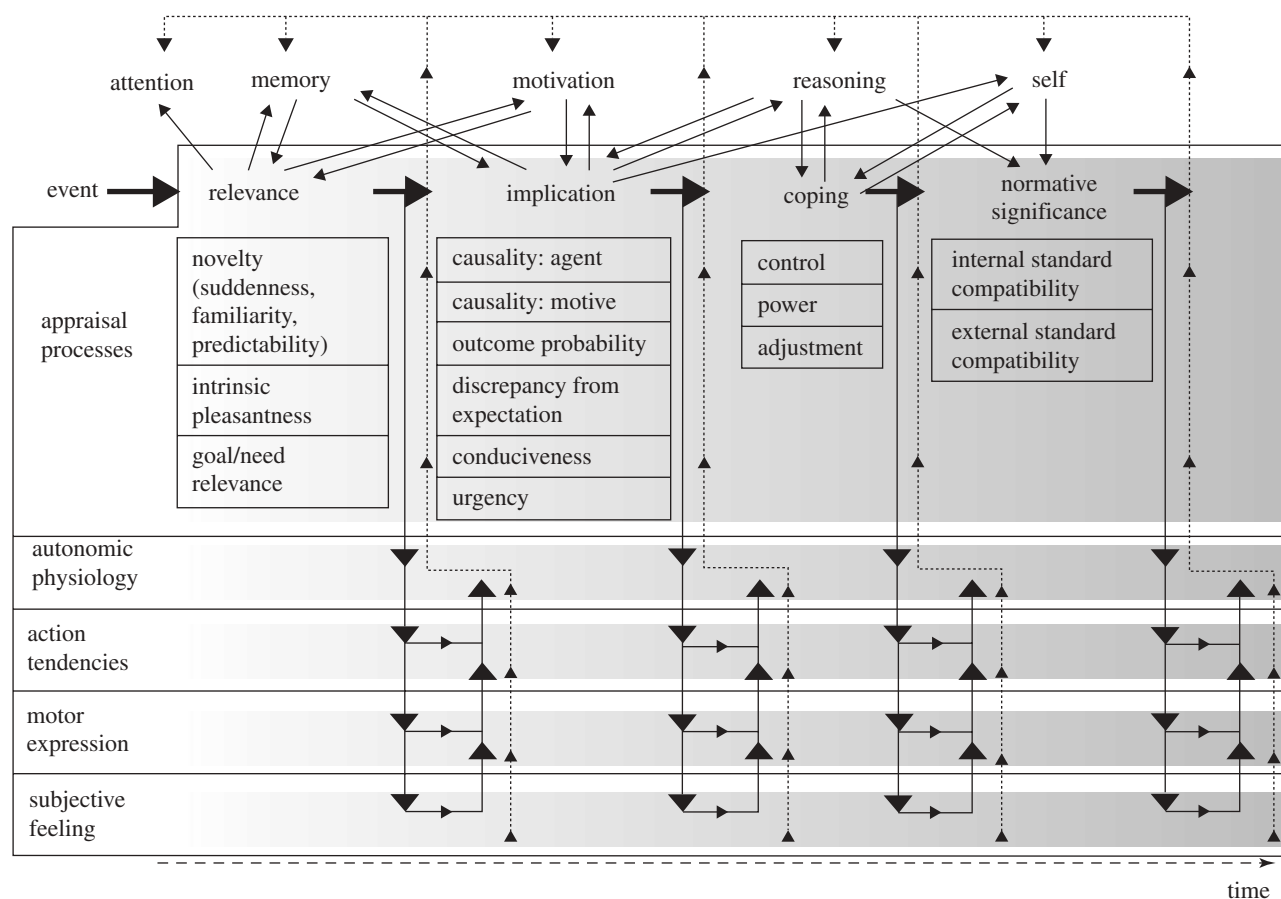 attention
memory
motivation
reasoning
self
event
relevance
implication
coping
normative
significance
appraisal
processes
novelty
(suddenness,
familiarity,
predictability)
intrinsic
pleasantness
goal/need
relevance
causality: agent
causality: motive
outcome probability
discrepancy from
expectation
conduciveness
urgency
control
power
adjustment
internal standard
compatibility
external standard
compatibility
autonomic
physiology
action
tendencies
motor
expression
subjective
feeling
time